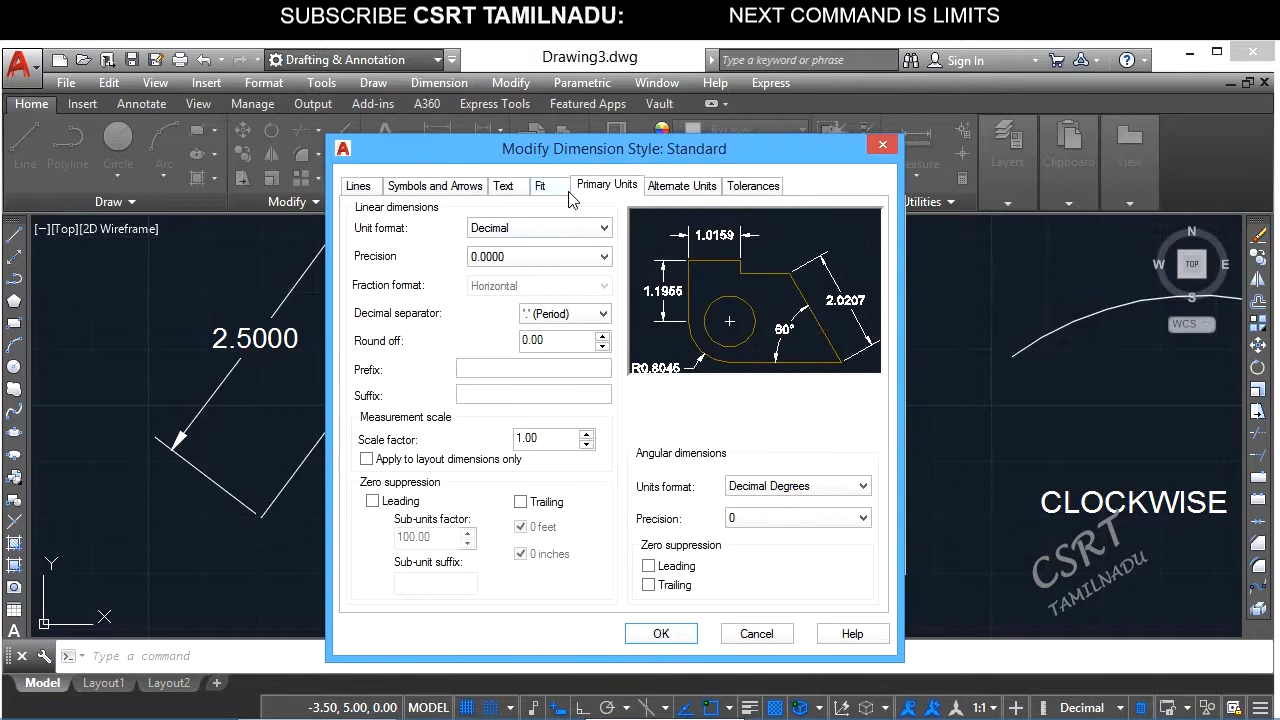 SUBSCRIBE CSRT TAMILNADU: NEXT COMMAND IS LIMITS
Drafting & Annotation Drawing3.dwg Type a keyword or phrase Sign In
File Edit View Insert Format Tools Draw Dimension Modify Parametric Window Help Express
Home Insert Annotate View Manage Output Add-ins A360 Express Tools Featured Apps Vault
Line Polyline Circle Arc Layers Clipboard View
Draw Modify Utilities
Modify Dimension Style: Standard
Lines Symbols and Arrows Text Fit Primary Units Alternate Units Tolerances
Linear dimensions
Unit format: Decimal
Precision 0.0000
Fraction format: Horizontal
Decimal separator: '.' (Period)
Round off: 0.00
Prefix:
Suffix:
Measurement scale
Scale factor: 1.00
Apply to layout dimensions only
Zero suppression
Leading Trailing
Sub-units factor: 0 feet
100.00
Sub-unit suffix: 0 inches
1.0159
1.1955
2.0207
60°
R0.8045
Angular dimensions
Units format: Decimal Degrees
Precision: 0
Zero suppression
Leading
Trailing
OK Cancel Help
[−][Top][2D Wireframe]
2.5000
N
W TOP E
S
WCS
CLOCKWISE
CSRT
TAMILNADU
Y
X
Type a command
Model Layout1 Layout2 +
-3.50, 5.00, 0.00 MODEL 1:1 Decimal